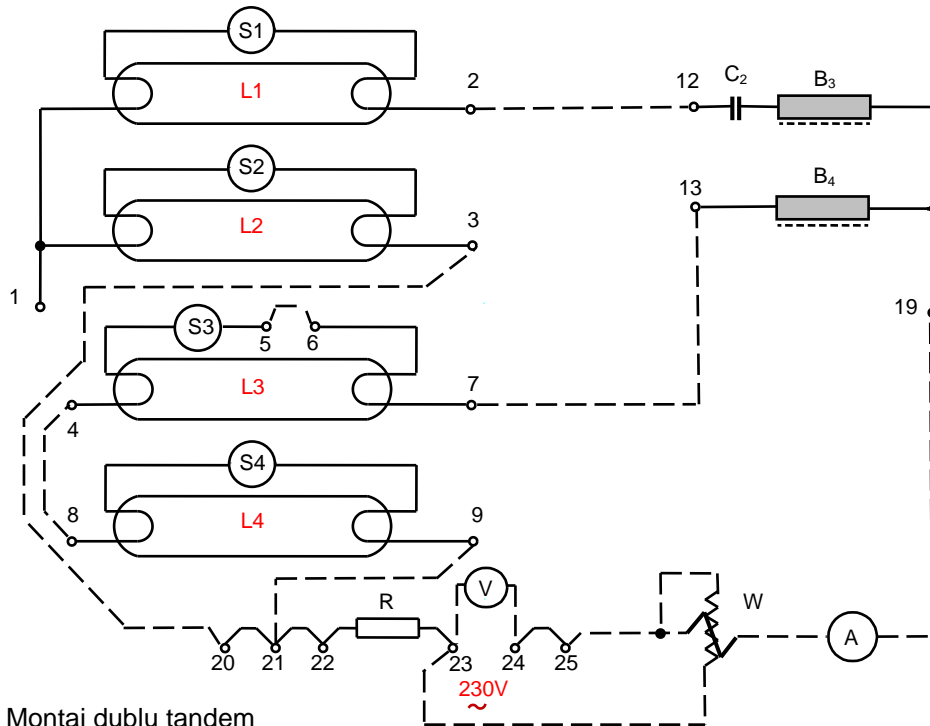 S1
L1
2
12
C₂
B₃
S2
L2
3
13
B₄
1
S3
5
6
19
L3
4
7
S4
8
L4
9
V
R
W
A
20
21
22
23
24
25
230V
~
Montaj dublu tandem